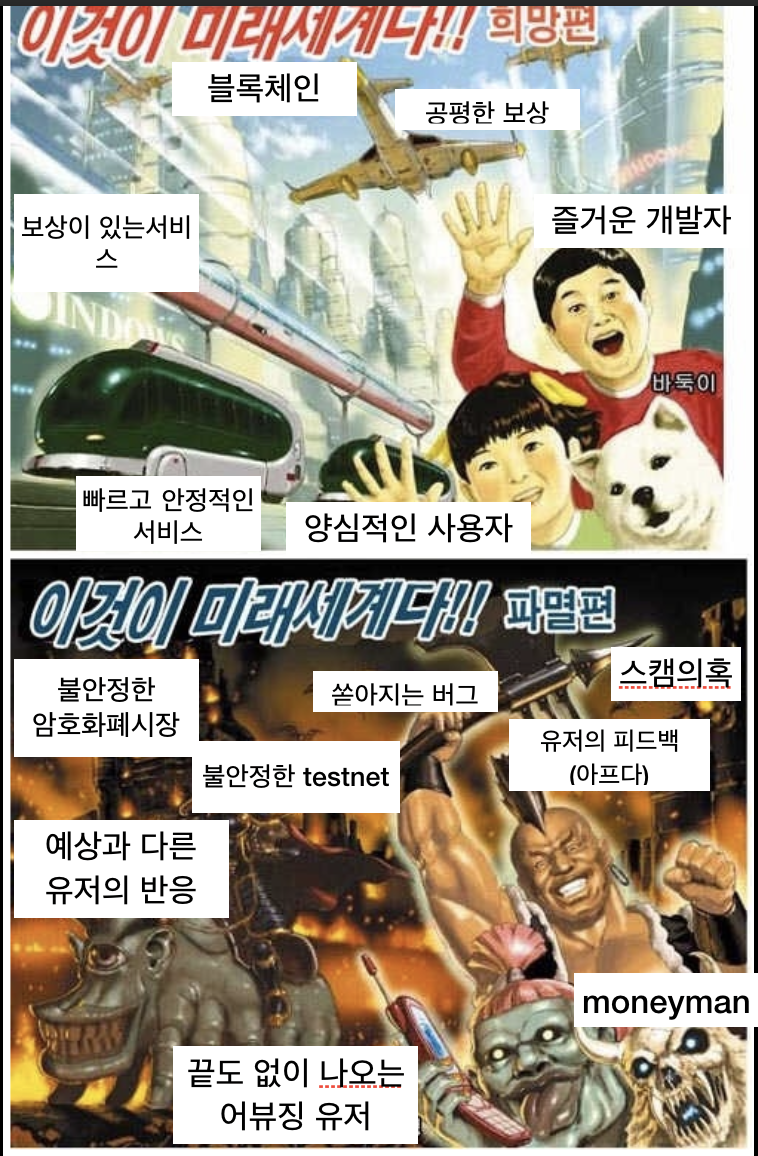 이것이 미래세계다!! 희망편
블록체인
공평한 보상
보상이 있는서비
스
즐거운 개발자
WINDOWS
INDOWS
바둑이
빠르고 안정적인
서비스
양심적인 사용자
이것이 미래세계다!! 파멸편
불안정한
암호화폐시장
쏟아지는 버그
스캠의혹
불안정한 testnet
유저의 피드백
(아프다)
예상과 다른
유저의 반응
moneyman
끝도 없이 나오는
어뷰징 유저